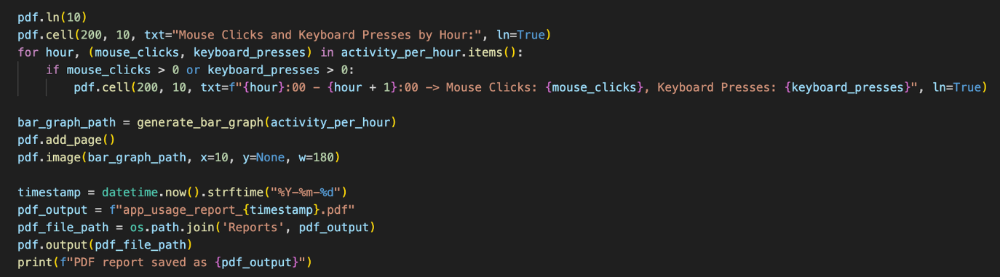 pdf.ln(10)
pdf.cell(200, 10, txt="Mouse Clicks and Keyboard Presses by Hour:", ln=True)
for hour, (mouse_clicks, keyboard_presses) in activity_per_hour.items():
    if mouse_clicks > 0 or keyboard_presses > 0:
        pdf.cell(200, 10, txt=f"{hour}:00 - {hour + 1}:00 -> Mouse Clicks: {mouse_clicks}, Keyboard Presses: {keyboard_presses}", ln=True)

bar_graph_path = generate_bar_graph(activity_per_hour)
pdf.add_page()
pdf.image(bar_graph_path, x=10, y=None, w=180)

timestamp = datetime.now().strftime("%Y-%m-%d")
pdf_output = f"app_usage_report_{timestamp}.pdf"
pdf_file_path = os.path.join('Reports', pdf_output)
pdf.output(pdf_file_path)
print(f"PDF report saved as {pdf_output}")